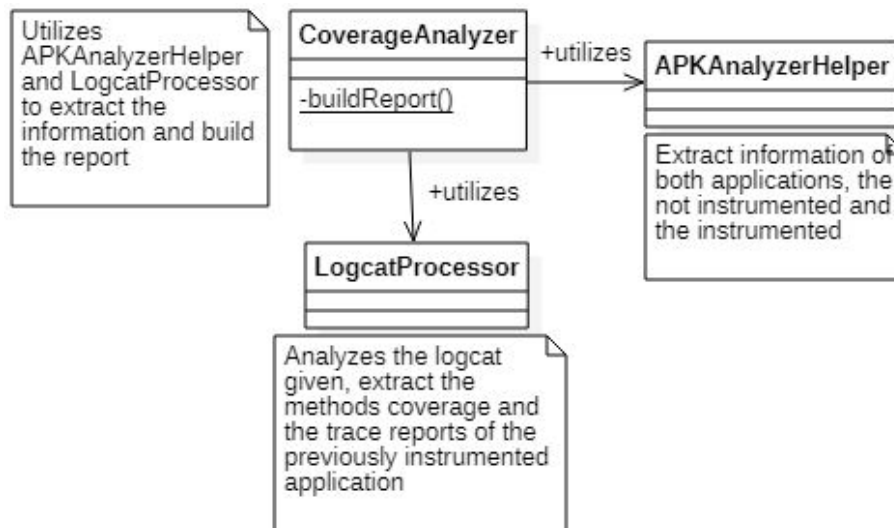 Utilizes
APKAnalyzerHelper
and LogcatProcessor
to extract the
information and build
the report
CoverageAnalyzer
-buildReport()
+utilizes
APKAnalyzerHelper
Extract information of
both applications, the
not instrumented and
the instrumented
+utilizes
LogcatProcessor
Analyzes the logcat
given, extract the
methods coverage and
the trace reports of the
previously instrumented
application